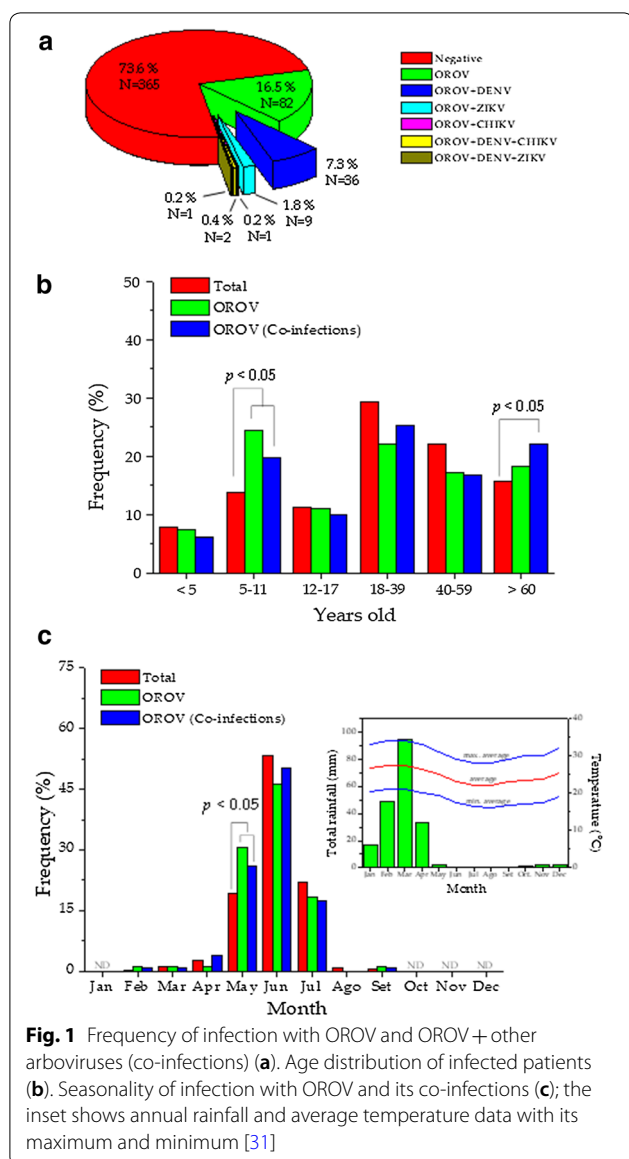 a
73.6 %
N=365
16.5 %
N=82
7.3 %
N=36
1.8 %
N=9
0.2 %
N=1
0.4 %
N=2
0.2 %
N=1
Negative
OROV
OROV+DENV
OROV+ZIKV
OROV+CHIKV
OROV+DENV+CHIKV
OROV+DENV+ZIKV
b
Total
OROV
OROV (Co-infections)
p < 0.05
p < 0.05
Frequency (%)
50
40
30
20
10
0
< 5
5-11
12-17
18-39
40-59
> 60
Years old
c
Total
OROV
OROV (Co-infections)
p < 0.05
Frequency (%)
75
60
45
30
15
0
ND
ND
ND
ND
Jan
Feb
Mar
Apr
May
Jun
Jul
Ago
Set
Oct
Nov
Dec
Month
Total rainfall (mm)
100
80
60
40
20
0
max. average
average
min. average
40
30
20
10
0
Temperature (°C)
Jan
Feb
Mar
Apr
May
Jun
Jul
Ago
Set
Oct.
Nov
Dec
Month
Fig. 1 Frequency of infection with OROV and OROV + other
arboviruses (co-infections) (a). Age distribution of infected patients
(b). Seasonality of infection with OROV and its co-infections (c); the
inset shows annual rainfall and average temperature data with its
maximum and minimum [31]